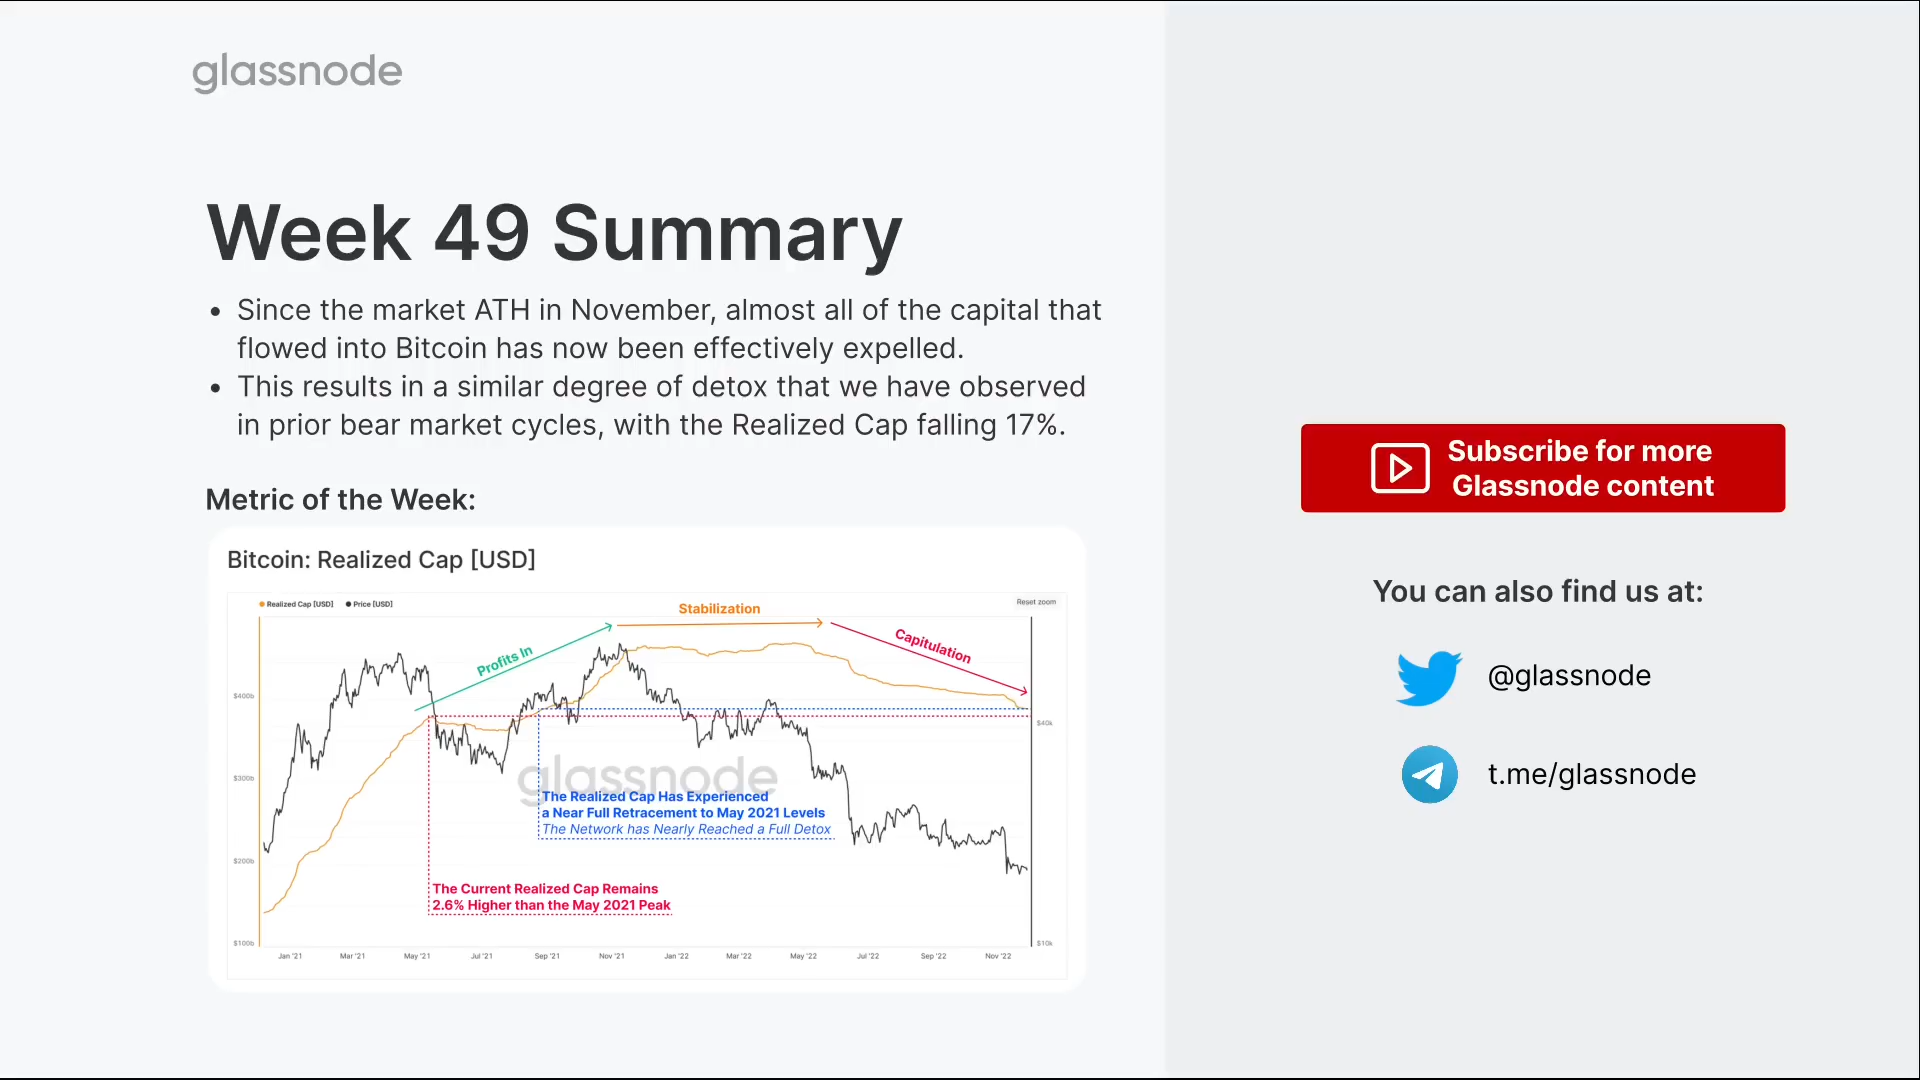 glassnode
Week 49 Summary
• Since the market ATH in November, almost all of the capital that
flowed into Bitcoin has now been effectively expelled.
• This results in a similar degree of detox that we have observed
in prior bear market cycles, with the Realized Cap falling 17%.
Metric of the Week:
Bitcoin: Realized Cap [USD]
Realized Cap [USD] Price [USD]
Reset zoom
Stabilization
Profits In
Capitulation
$400b
$40k
$300b
glassnode
The Realized Cap Has Experienced
a Near Full Retracement to May 2021 Levels
The Network has Nearly Reached a Full Detox
$200b
The Current Realized Cap Remains
2.6% Higher than the May 2021 Peak
$100b
$10k
Jan '21 Mar '21 May '21 Jul '21 Sep '21 Nov '21 Jan '22 Mar '22 May '22 Jul '22 Sep '22 Nov '22
Subscribe for more
Glassnode content
You can also find us at:
@glassnode
t.me/glassnode